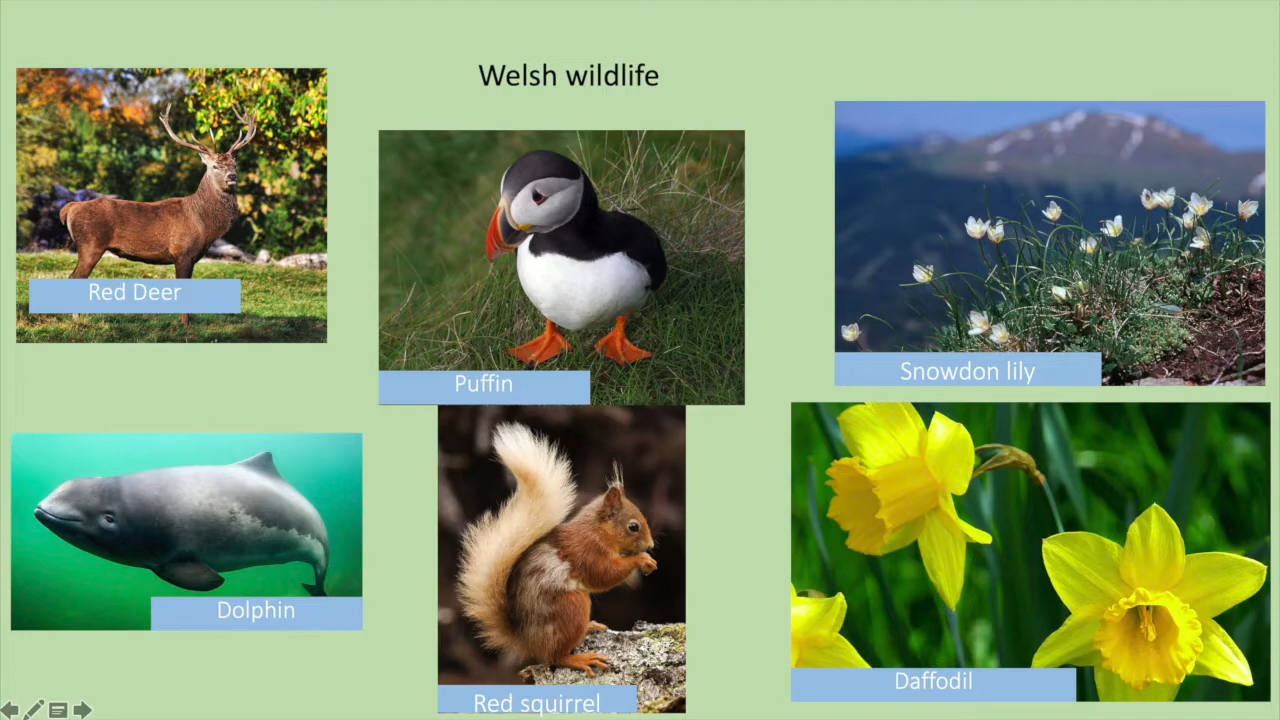 Welsh wildlife
Red Deer
Puffin
Snowdon lily
Dolphin
Red squirrel
Daffodil